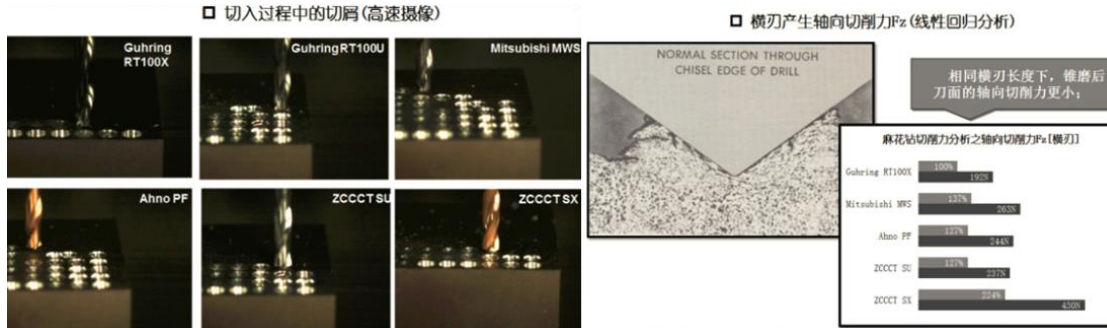 切入过程中的切屑(高速摄像)
Guhring
RT100X
Guhring RT100U
Mitsubishi MWS
Ahno PF
ZCCCT SU
ZCCCT SX
横刃产生轴向切削力Fz(线性回归分析)
NORMAL SECTION THROUGH
CHISEL EDGE OF DRILL
相同横刃长度下，锥磨后
刀面的轴向切削力更小；
麻花钻切削力分析之轴向切削力Fz[横刃]
Guhring RT100X
100%
192N
Mitsubishi MWS
137%
263N
Ahno PF
127%
244N
ZCCCT SU
127%
237N
ZCCCT SX
224%
430N